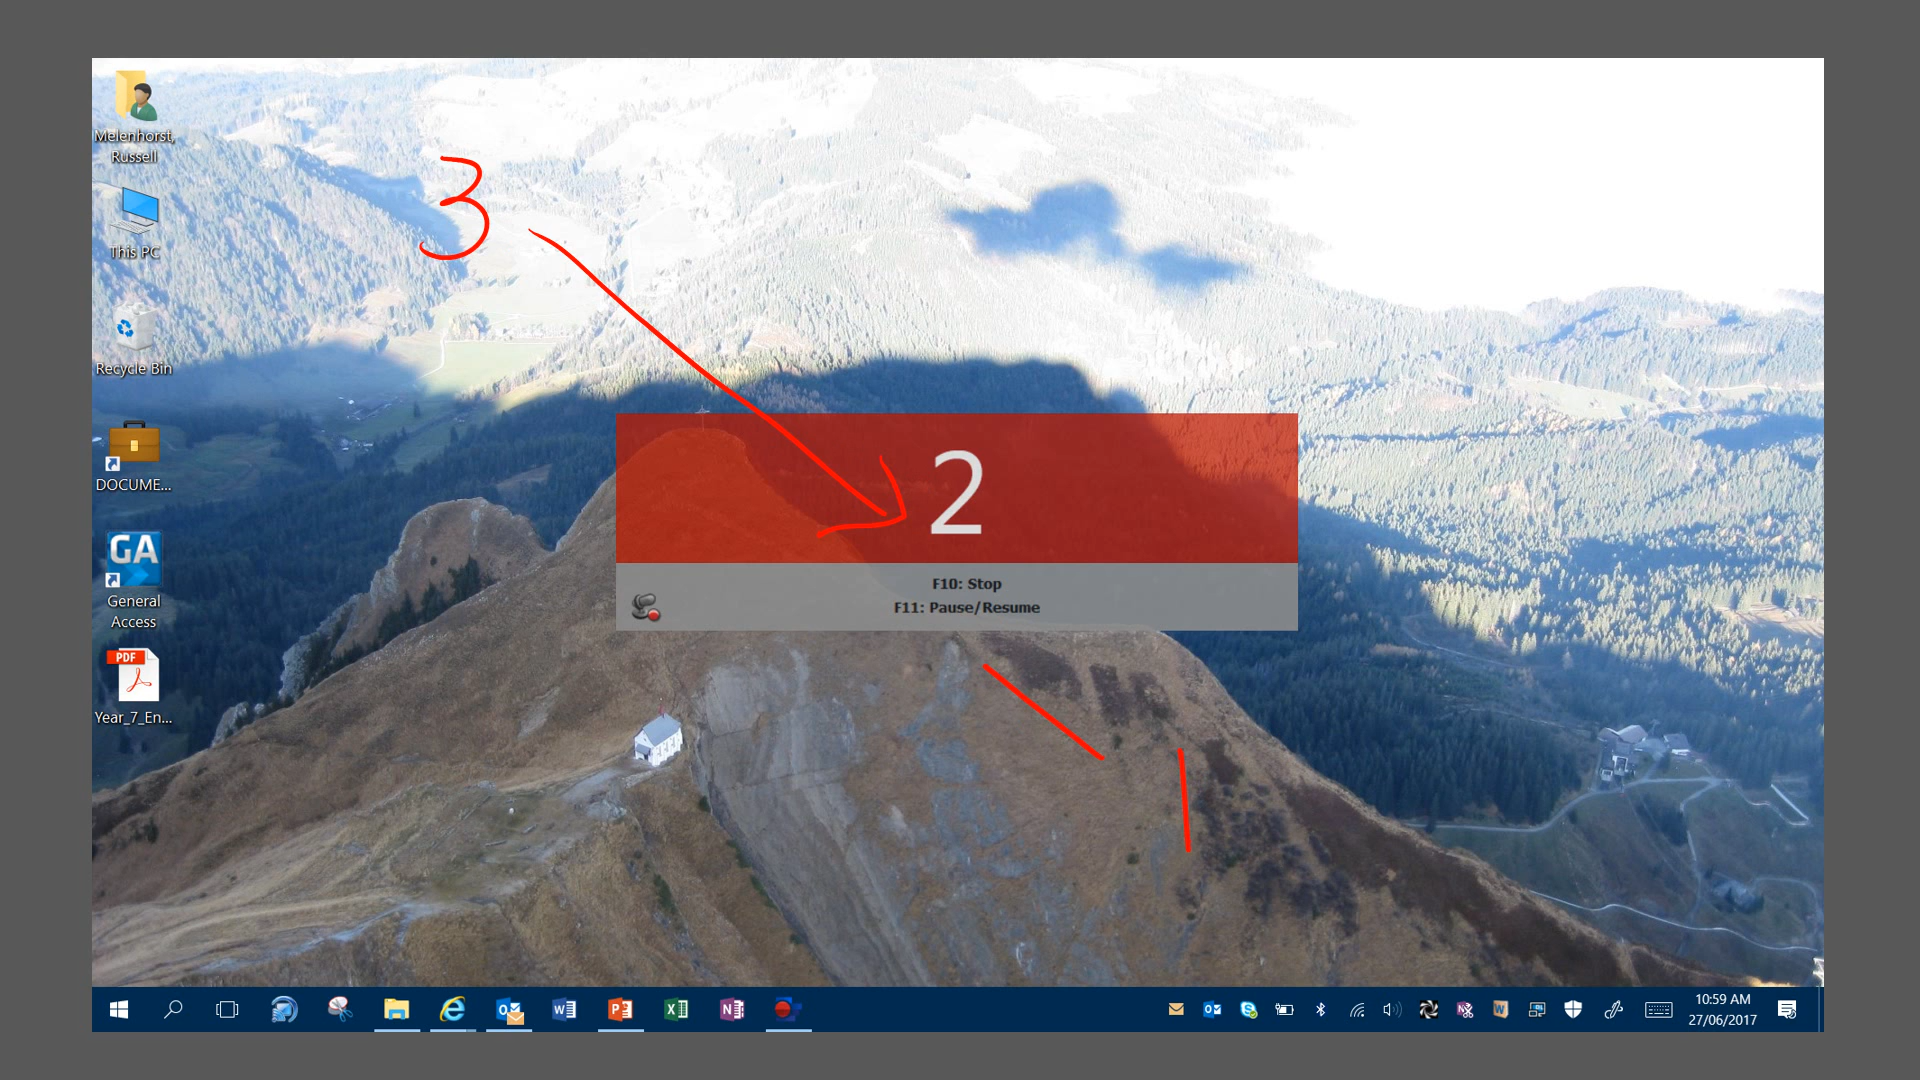 Melenhorst,
Russell
3
This PC
Recycle Bin
DOCUME...
2
GA
General
Access
F10: Stop
F11: Pause/Resume
PDF
Year_7_En...
1
10:59 AM
27/06/2017